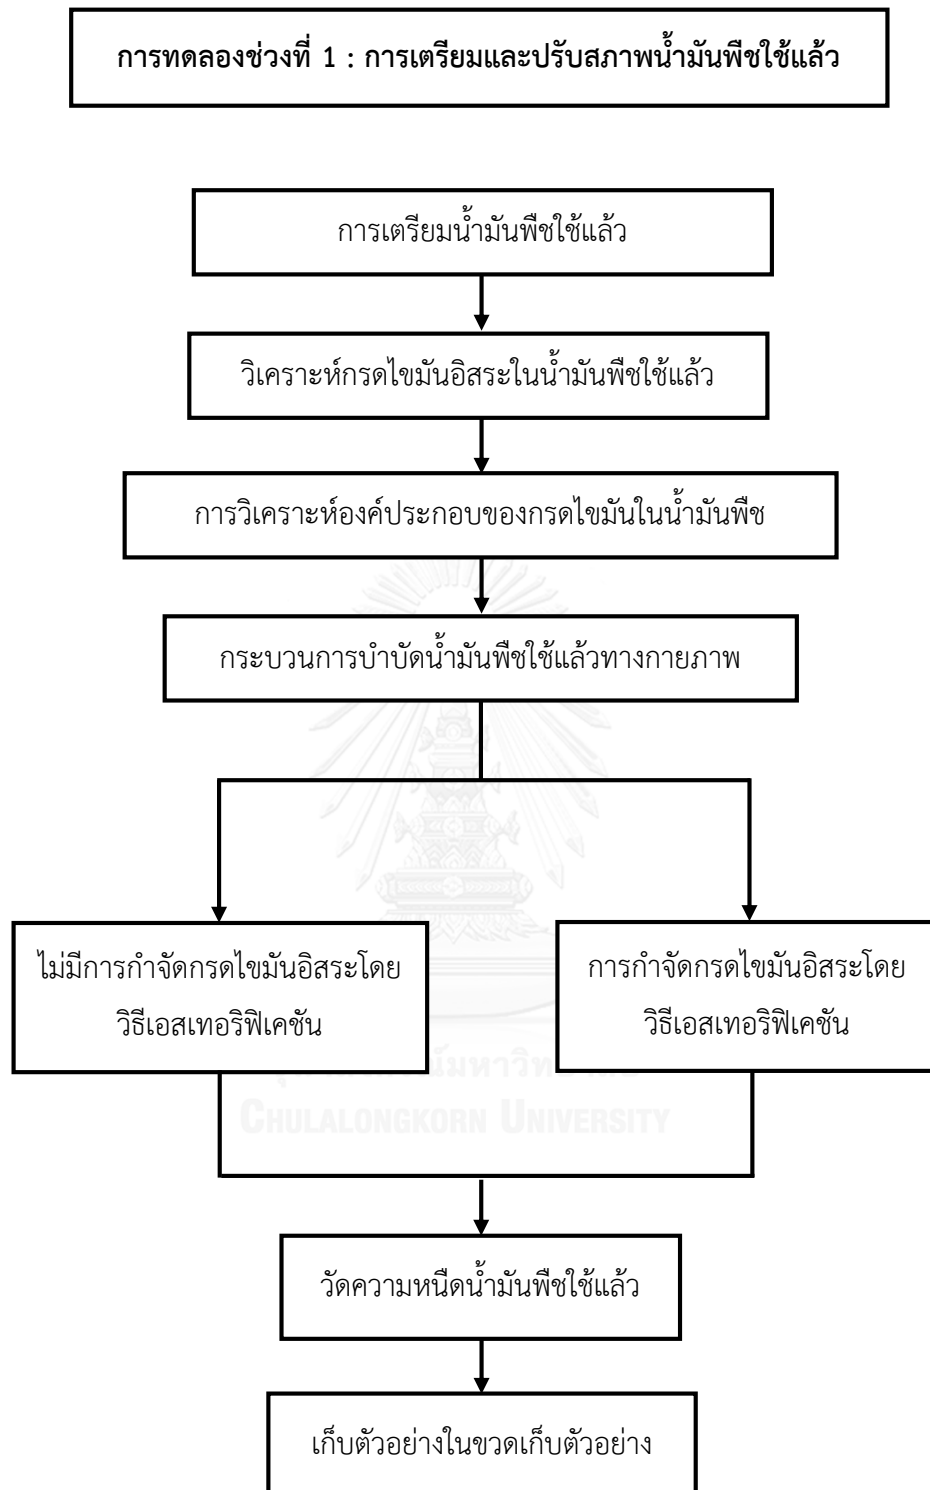 การทดลองช่วงที่ 1 : การเตรียมและปรับสภาพน้ำมันพืชใช้แล้ว
การเตรียมน้ำมันพืชใช้แล้ว
วิเคราะห์กรดไขมันอิสระในน้ำมันพืชใช้แล้ว
การวิเคราะห์องค์ประกอบของกรดไขมันในน้ำมันพืช
กระบวนการบำบัดน้ำมันพืชใช้แล้วทางกายภาพ
ไม่มีการกำจัดกรดไขมันอิสระโดย
วิธีเอสเทอริฟิเคชัน
การกำจัดกรดไขมันอิสระโดย
วิธีเอสเทอริฟิเคชัน
CHULALONGKORN UNIVERSITY
วัดความหนืดน้ำมันพืชใช้แล้ว
เก็บตัวอย่างในขวดเก็บตัวอย่าง